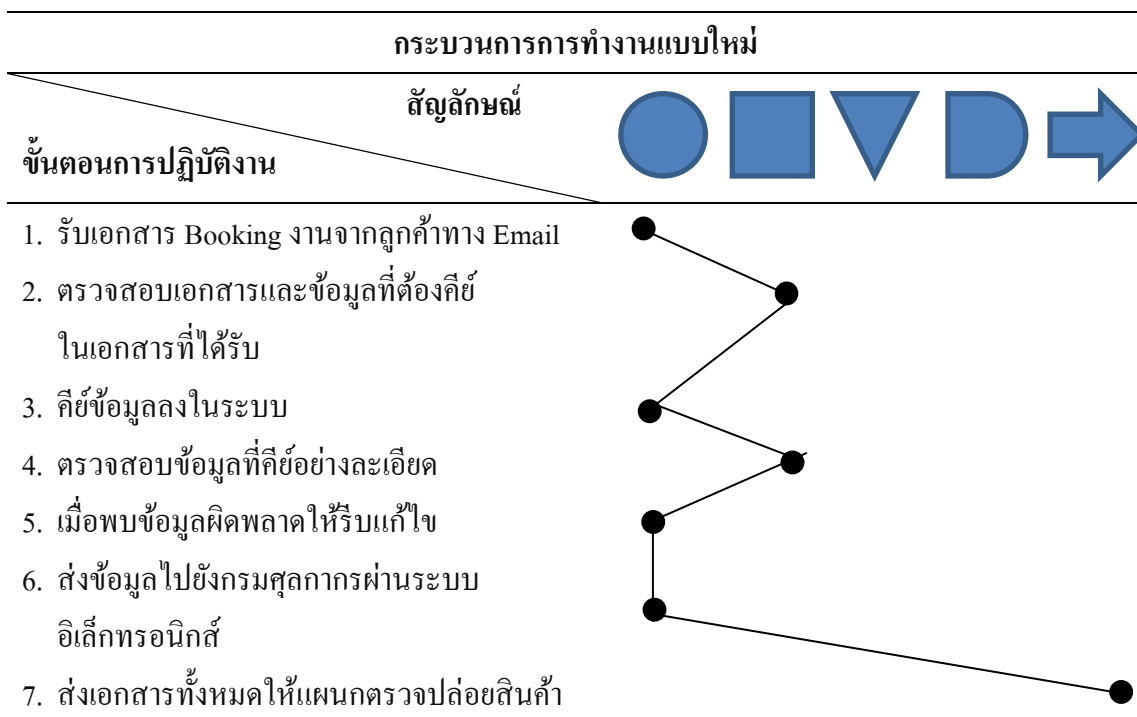 กระบวนการการทำงานแบบใหม่
สัญลักษณ์
ขั้นตอนการปฏิบัติงาน
1. รับเอกสาร Booking งานจากลูกค้าทาง Email
2. ตรวจสอบเอกสารและข้อมูลที่ต้องคีย์
ในเอกสารที่ได้รับ
3. คีย์ข้อมูลลงในระบบ
4. ตรวจสอบข้อมูลที่คีย์อย่างละเอียด
5. เมื่อพบข้อมูลผิดพลาดให้รีบแก้ไข
6. ส่งข้อมูลไปยังกรมศุลกากรผ่านระบบ
อิเล็กทรอนิกส์
7. ส่งเอกสารทั้งหมดให้แผนกตรวจปล่อยสินค้า